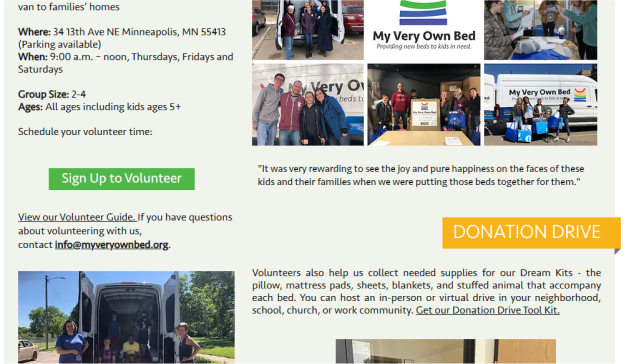 van to families' homes
Where: 34 13th Ave NE Minneapolis, MN 55413
(Parking available)
When: 9:00 a.m. – noon, Thursdays, Fridays and
Saturdays
Group Size: 2-4
Ages: All ages including kids ages 5+
Schedule your volunteer time:
Sign Up to Volunteer
View our Volunteer Guide. If you have questions
about volunteering with us,
contact info@myveryownbed.org.
My Very Own Bed
Providing new beds to kids in need.
My Very Own Bed
"It was very rewarding to see the joy and pure happiness on the faces of these
kids and their families when we were putting those beds together for them."
DONATION DRIVE
Volunteers also help us collect needed supplies for our Dream Kits - the
pillow, mattress pads, sheets, blankets, and stuffed animal that accompany
each bed. You can host an in-person or virtual drive in your neighborhood,
school, church, or work community. Get our Donation Drive Tool Kit.